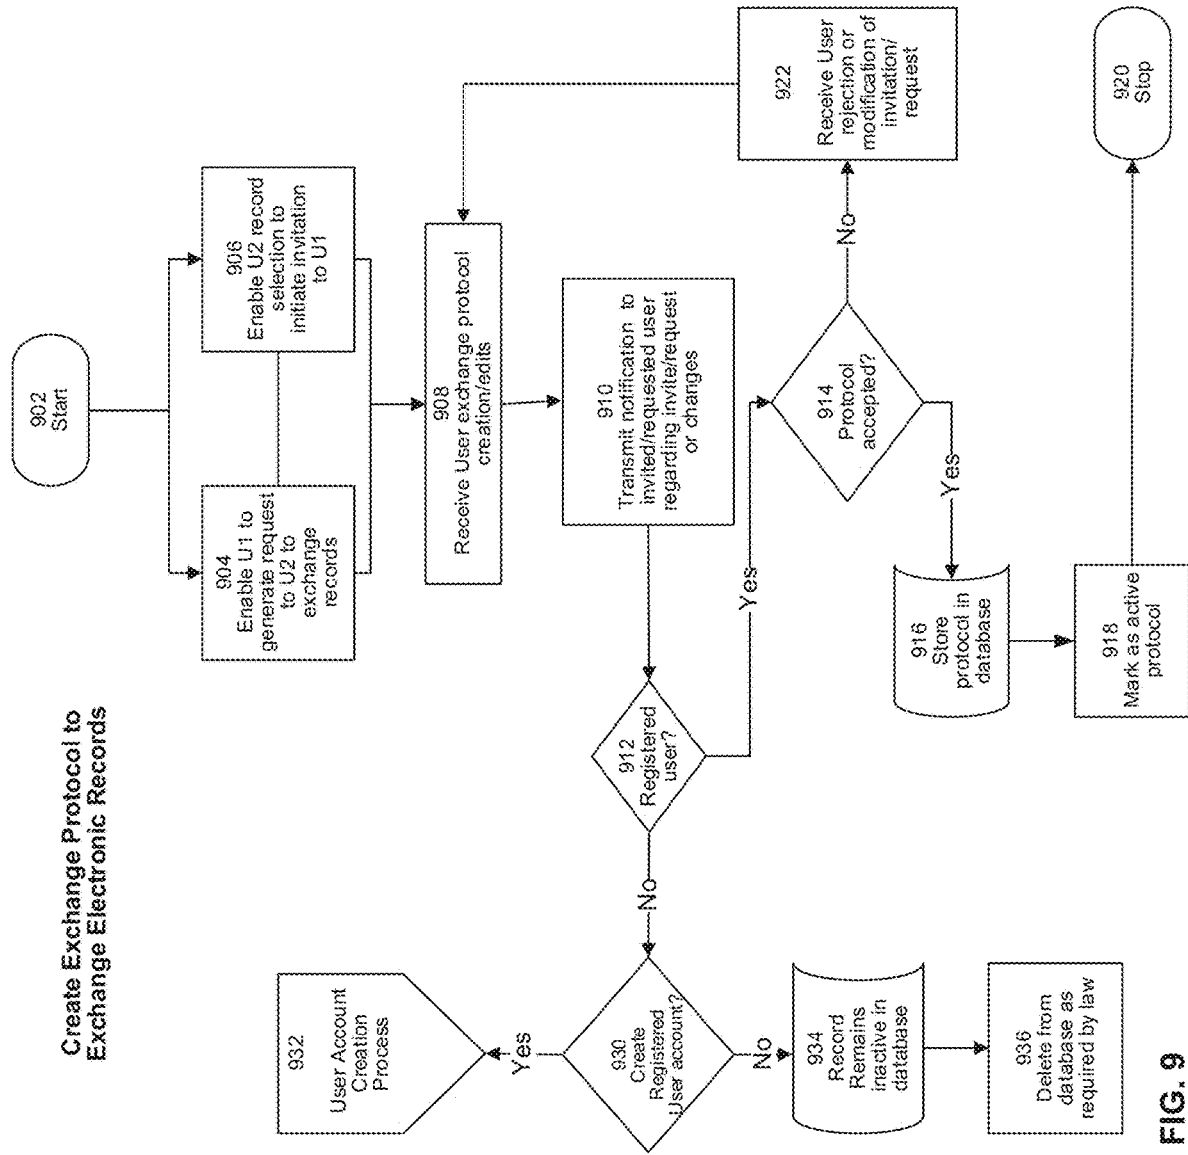 Create Exchange Protocol to
Exchange Electronic Records
902
Start
904
Enable U1 to
generate request
to U2 to
exchange
records
906
Enable U2 record
selection to
initiate invitation
to U1
908
Receive User exchange protocol
creation/edits
910
Transmit notification to
invited/requested user
regarding invite/request
or changes
912
Registered
user?
Yes
No
914
Protocol
accepted?
No
Yes
922
Receive User
rejection or
modification of
invitation/
request
916
Store
protocol in
database
918
Mark as active
protocol
920
Stop
930
Create
Registered
User account?
Yes
No
932
User Account
Creation
Process
934
Record
Remains
inactive in
database
936
Delete from
database as
required by law
FIG. 9